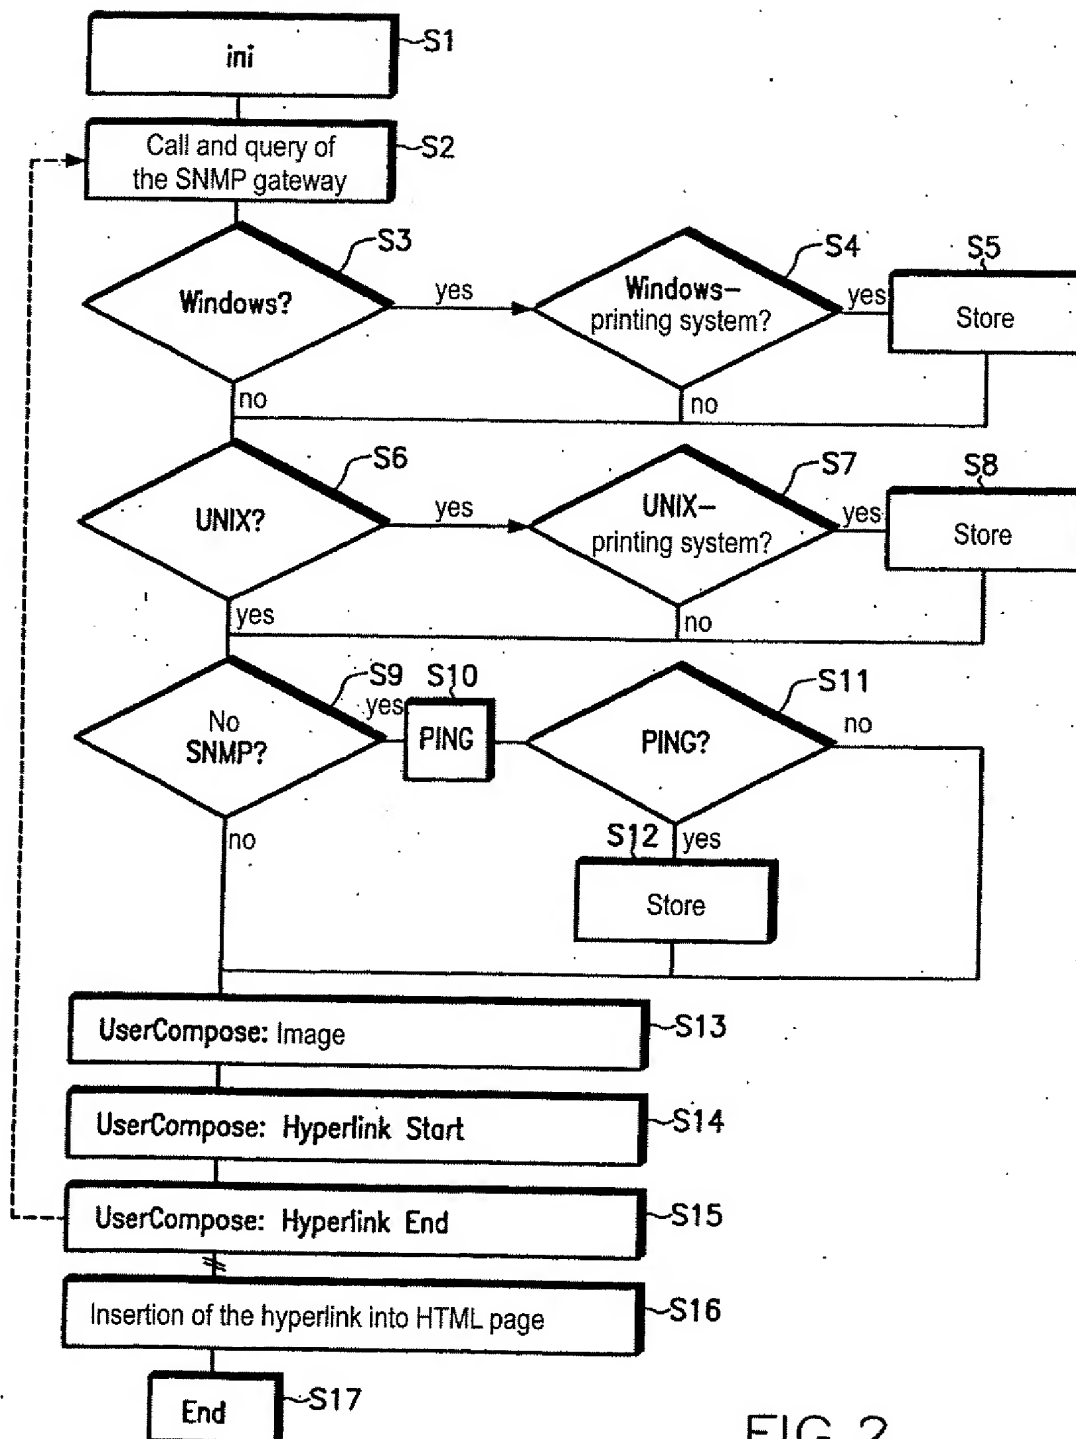 ini
S1
Call and query of
the SNMP gateway
S2
Windows?
S3
yes
Windows–
printing system?
S4
yes
S5
Store
no
no
UNIX?
S6
yes
UNIX–
printing system?
S7
yes
S8
Store
yes
no
No
SNMP?
S9
yes
S10
PING
PING?
S11
no
no
S12
yes
Store
UserCompose: Image
S13
UserCompose: Hyperlink Start
S14
UserCompose: Hyperlink End
S15
Insertion of the hyperlink into HTML page
S16
End
S17
FIG. 2